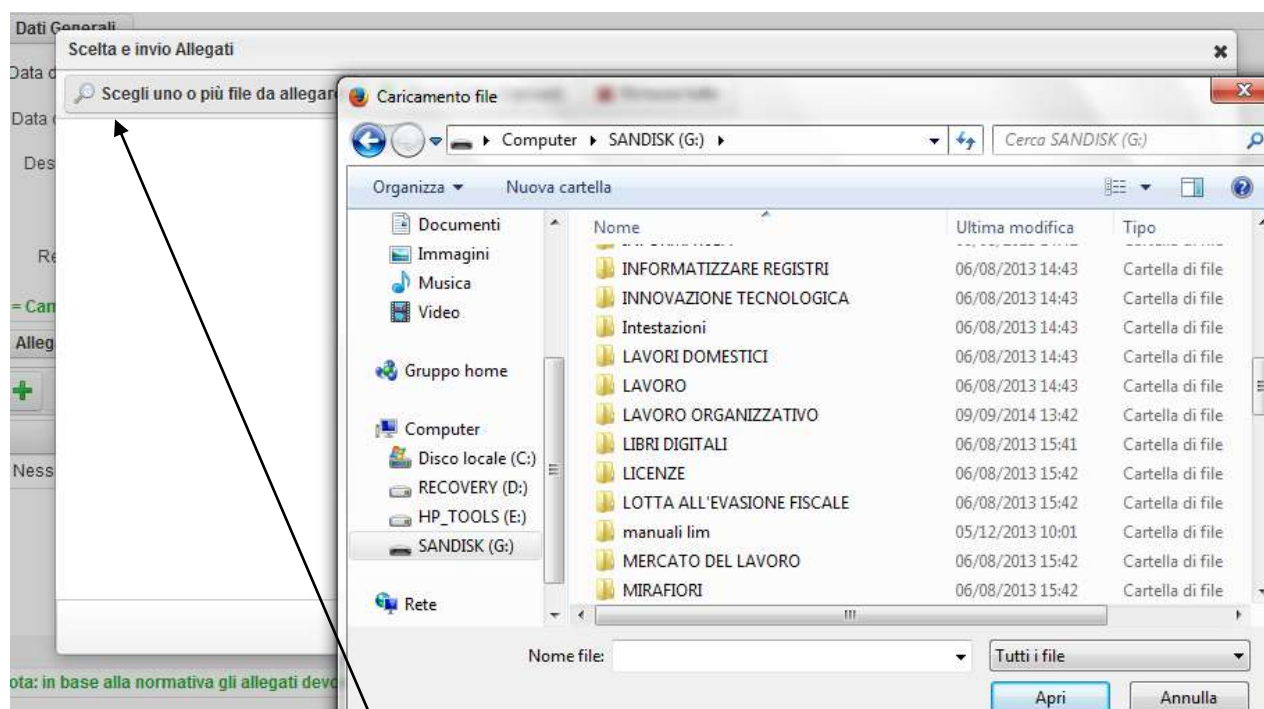 Dati Generali
Scelta e invio Allegati
Data d
Scegli uno o più file da allegare
Caricamento file
Data d
Computer SANDISK (G:)
Cerca SANDISK (G:)
Des
Organizza Nuova cartella
Documenti
Nome Ultima modifica Tipo
Immagini
Re
INFORMATIZZARE REGISTRI 06/08/2013 14:43 Cartella di file
Musica
INNOVAZIONE TECNOLOGICA 06/08/2013 14:43 Cartella di file
= Cam
Video
Intestazioni 06/08/2013 14:43 Cartella di file
Alleg
LAVORI DOMESTICI 06/08/2013 14:43 Cartella di file
Gruppo home
LAVORO 06/08/2013 14:43 Cartella di file
LAVORO ORGANIZZATIVO 09/09/2014 13:42 Cartella di file
Computer
LIBRI DIGITALI 06/08/2013 15:41 Cartella di file
Disco locale (C:)
Ness
LICENZE 06/08/2013 15:42 Cartella di file
RECOVERY (D:)
LOTTA ALL'EVASIONE FISCALE 06/08/2013 15:42 Cartella di file
HP_TOOLS (E:)
manuali lim 05/12/2013 10:01 Cartella di file
SANDISK (G:)
MERCATO DEL LAVORO 06/08/2013 15:42 Cartella di file
MIRAFIORI 06/08/2013 15:42 Cartella di file
Rete
Nome file:
Tutti i file
ota: in base alla normativa gli allegati devo
Apri Annulla